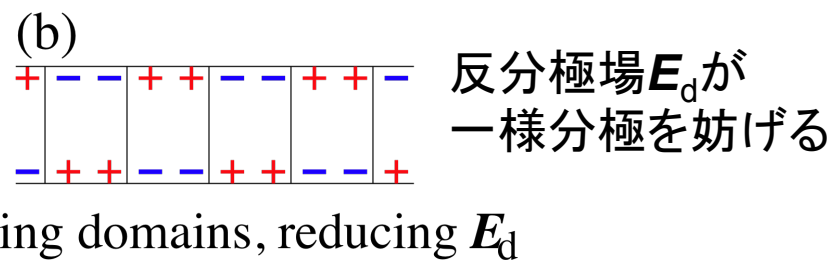 (b)
+ − − + + − − + + −
反分極場Edが
一様分極を妨げる
− + + − − + + − − +
ing domains, reducing Ed